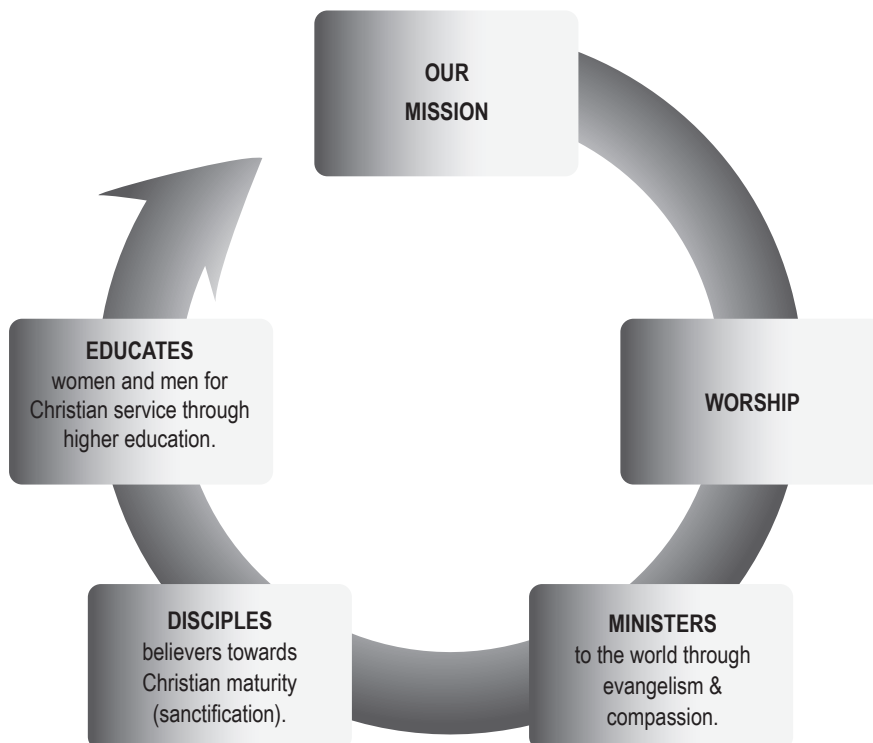 OUR
MISSION
WORSHIP
MINISTERS
to the world through
evangelism &
compassion.
DISCIPLES
believers towards
Christian maturity
(sanctification).
EDUCATES
women and men for
Christian service through
higher education.